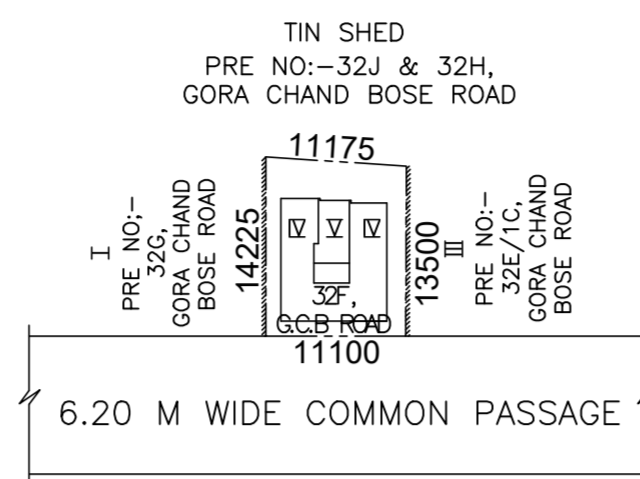 TIN SHED
PRE NO:-32J & 32H,
GORA CHAND BOSE ROAD
11175
I
PRE NO;-
32G,
GORA CHAND
BOSE ROAD
14225
IV V IV
13500
III
PRE NO:-
32E/1C,
GORA CHAND
BOSE ROAD
32F,
G.C.B ROAD
11100
6.20 M WIDE COMMON PASSAGE